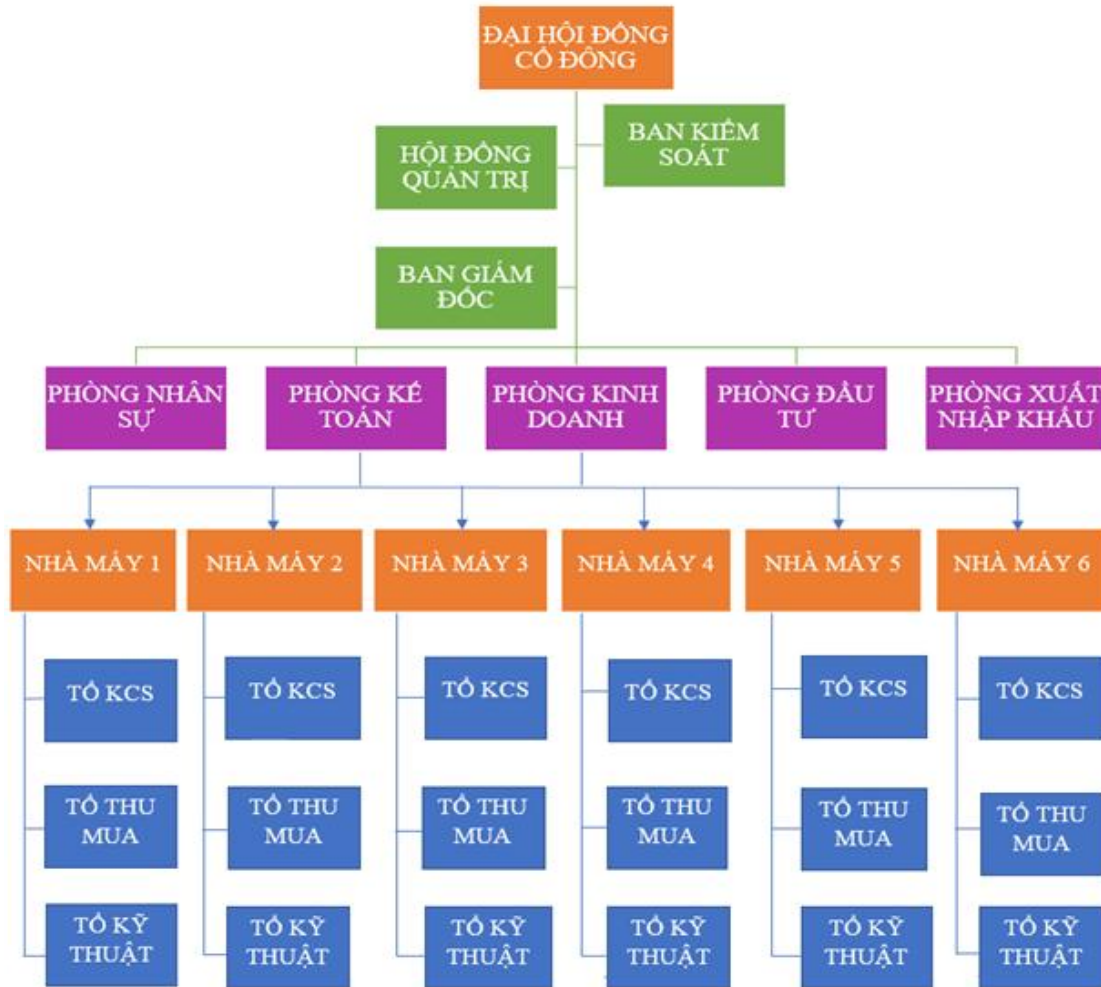 ĐẠI HỘI ĐỒNG
CỔ ĐÔNG
BAN KIỂM
SOÁT
HỘI ĐỒNG
QUẢN TRỊ
BAN GIÁM
ĐỐC
PHÒNG NHÂN
SỰ
PHÒNG KẾ
TOÁN
PHÒNG KINH
DOANH
PHÒNG ĐẦU
TƯ
PHÒNG XUẤT
NHẬP KHẨU
NHÀ MÁY 1
NHÀ MÁY 2
NHÀ MÁY 3
NHÀ MÁY 4
NHÀ MÁY 5
NHÀ MÁY 6
TỔ KCS
TỔ KCS
TỔ KCS
TỔ KCS
TỔ KCS
TỔ KCS
TỔ THU
MUA
TỔ THU
MUA
TỔ THU
MUA
TỔ THU
MUA
TỔ THU
MUA
TỔ THU
MUA
TỔ KỸ
THUẬT
TỔ KỸ
THUẬT
TỔ KỸ
THUẬT
TỔ KỸ
THUẬT
TỔ KỸ
THUẬT
TỔ KỸ
THUẬT